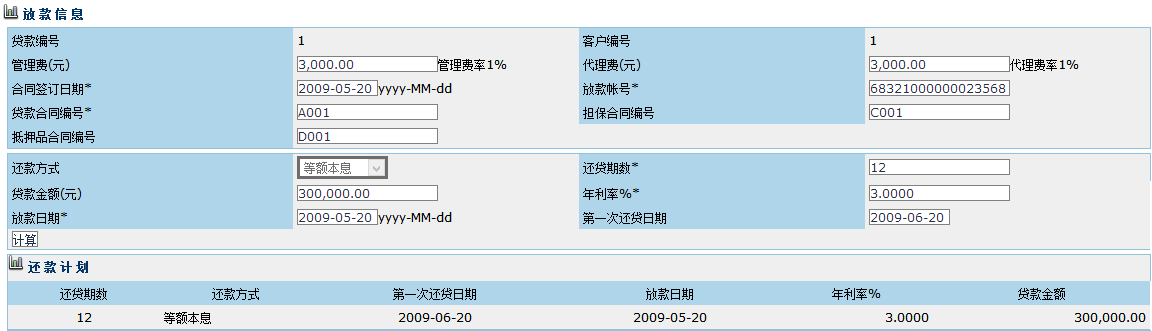 放款信息
贷款编号 1 客户编号 1
管理费(元) 3,000.00 管理费率1% 代理费(元) 3,000.00 代理费率1%
合同签订日期* 2009-05-20 yyyy-MM-dd 放款帐号* 68321000000023568
贷款合同编号* A001 担保合同编号 C001
抵押品合同编号 D001
还款方式 等额本息 还贷期数* 12
贷款金额(元) 300,000.00 年利率%* 3.0000
放款日期* 2009-05-20 yyyy-MM-dd 第一次还贷日期 2009-06-20
计算
还款计划
还贷期数 还款方式 第一次还贷日期 放款日期 年利率% 贷款金额
12 等额本息 2009-06-20 2009-05-20 3.0000 300,000.00